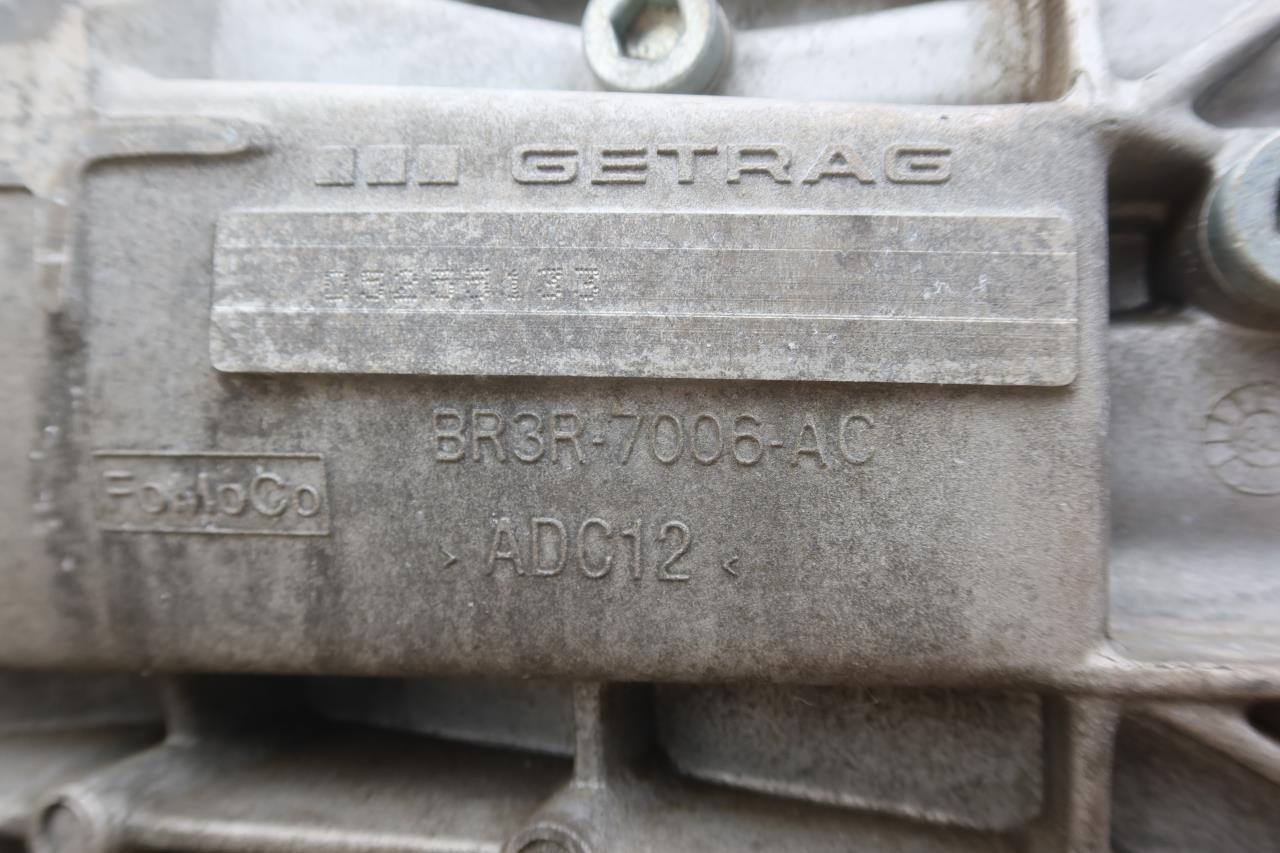 GETRAG
BR3R-7006-AC
FoMoCo
> ADC12 <